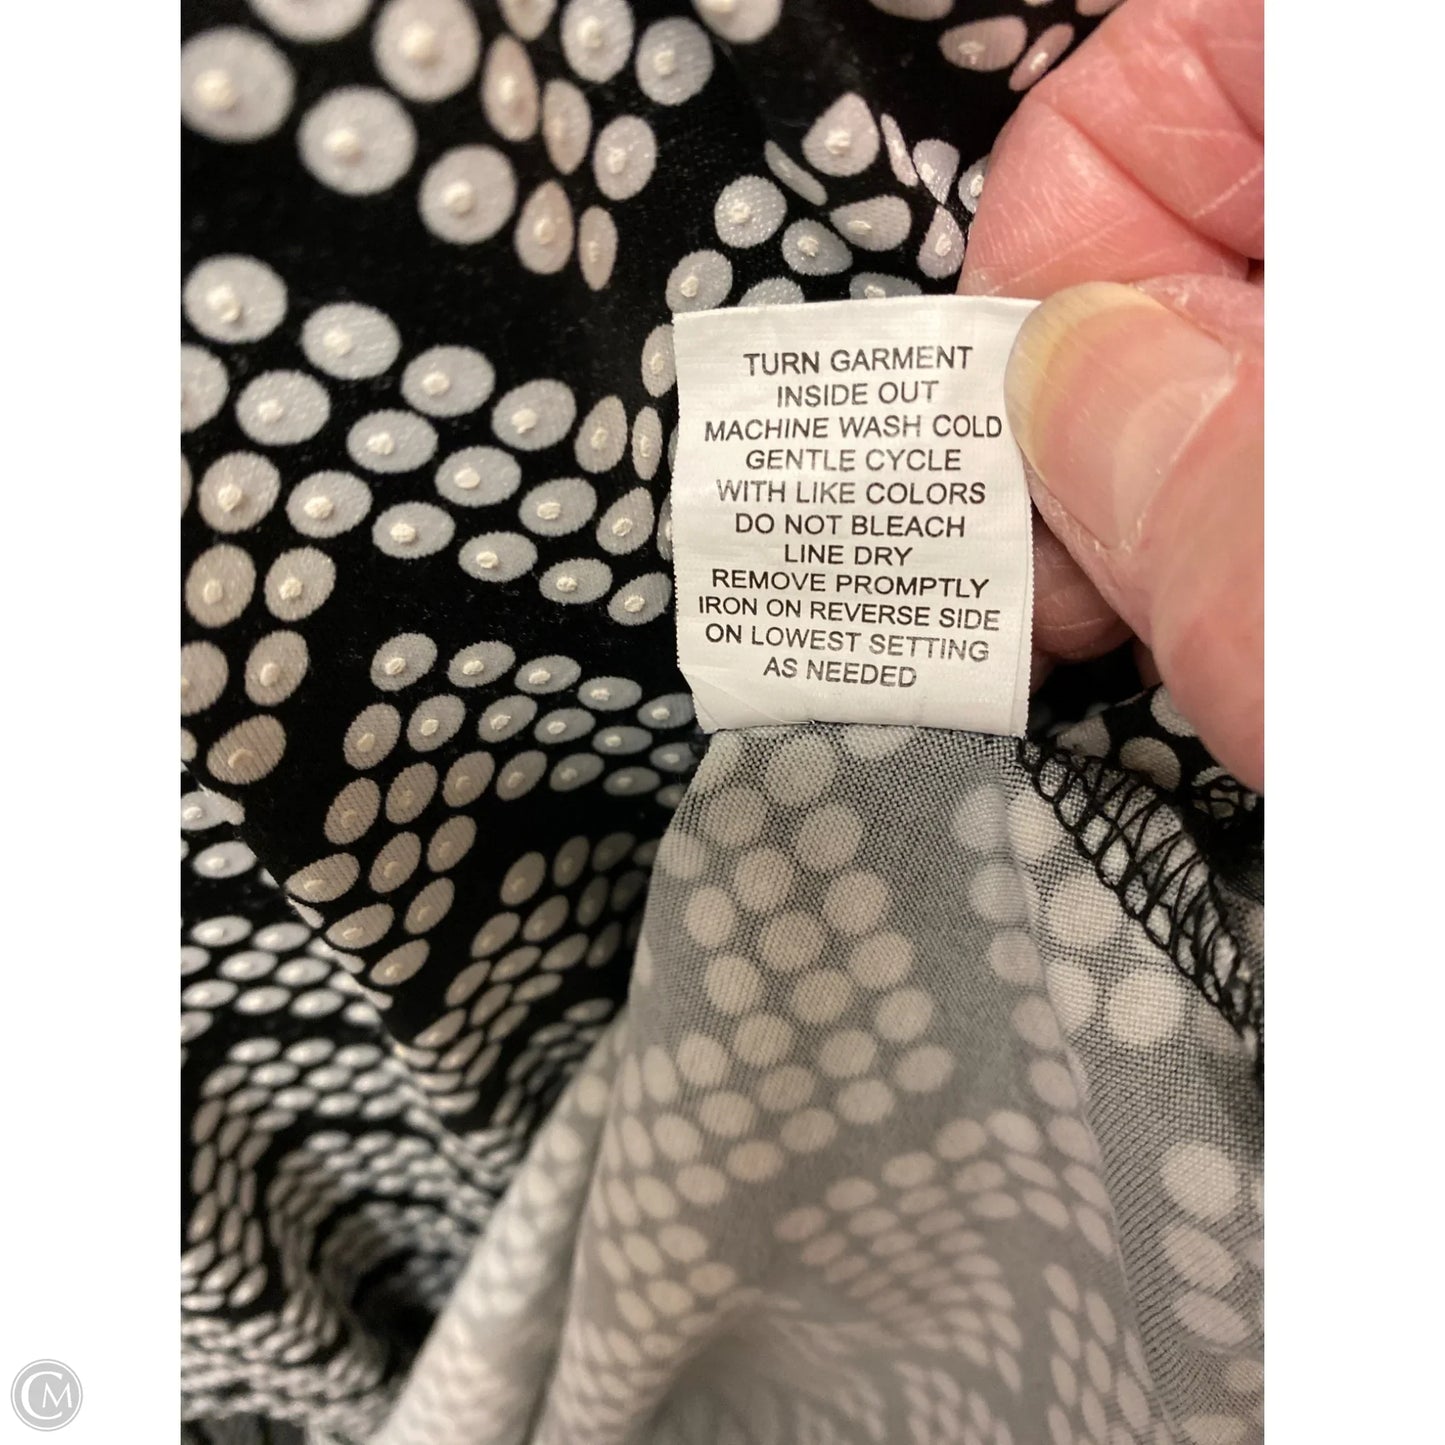 TURN GARMENT
INSIDE OUT
MACHINE WASH COLD
GENTLE CYCLE
WITH LIKE COLORS
DO NOT BLEACH
LINE DRY
REMOVE PROMPTLY
IRON ON REVERSE SIDE
ON LOWEST SETTING
AS NEEDED
CM